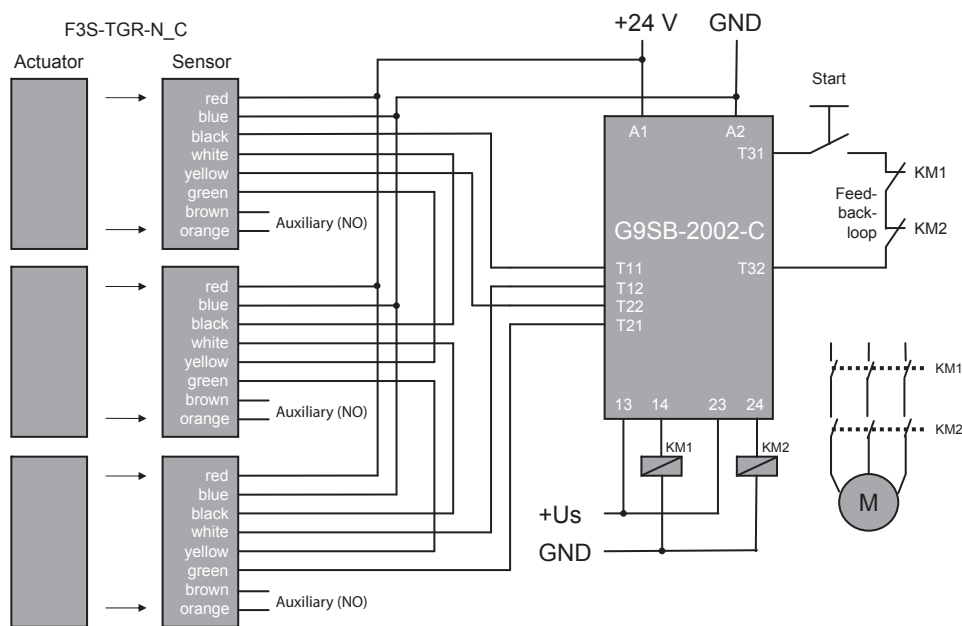 F3S-TGR-N_C
Actuator
Sensor
red
blue
black
white
yellow
green
brown
orange
Auxiliary (NO)
red
blue
black
white
yellow
green
brown
orange
Auxiliary (NO)
red
blue
black
white
yellow
green
brown
orange
Auxiliary (NO)
+24 V
GND
A1
A2
T31
G9SB-2002-C
T11
T12
T22
T21
T32
13
14
23
24
KM1
KM2
+Us
GND
Start
KM1
Feed-
back-
loop
KM2
KM1
KM2
M